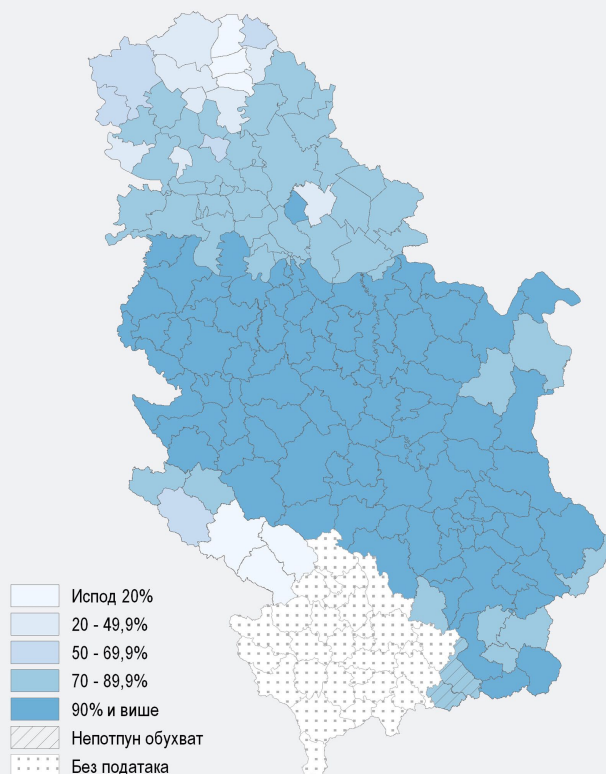 Испод 20%
20 - 49,9%
50 - 69,9%
70 - 89,9%
90% и више
Непотпун обухват
Без података